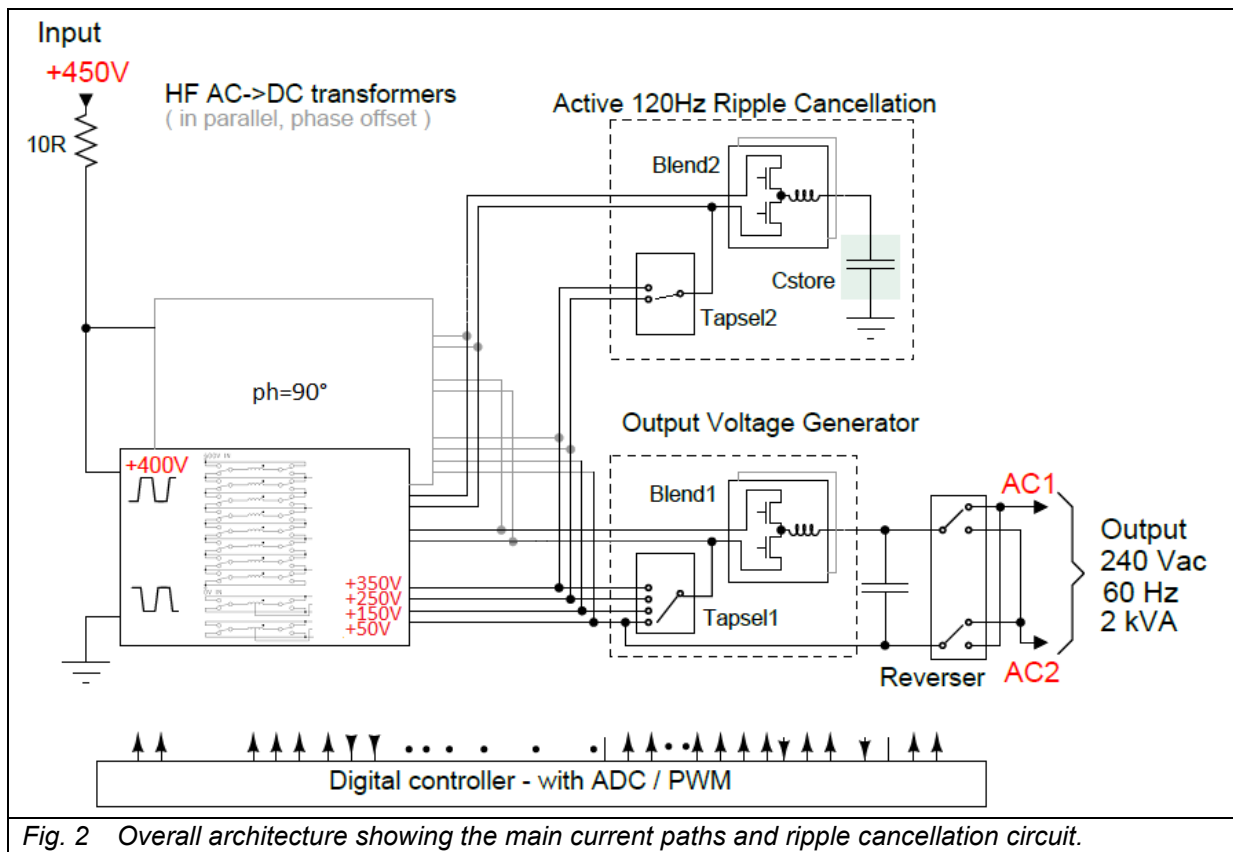 Input
+450V
10R
HF AC->DC transformers
( in parallel, phase offset )
Active 120Hz Ripple Cancellation
Blend2
Cstore
Tapsel2
ph=90°
Output Voltage Generator
+400V
Blend1
+350V
+250V
+150V
+50V
Tapsel1
Reverser
AC1
AC2
Output
240 Vac
60 Hz
2 kVA
Digital controller - with ADC / PWM
Fig. 2 Overall architecture showing the main current paths and ripple cancellation circuit.